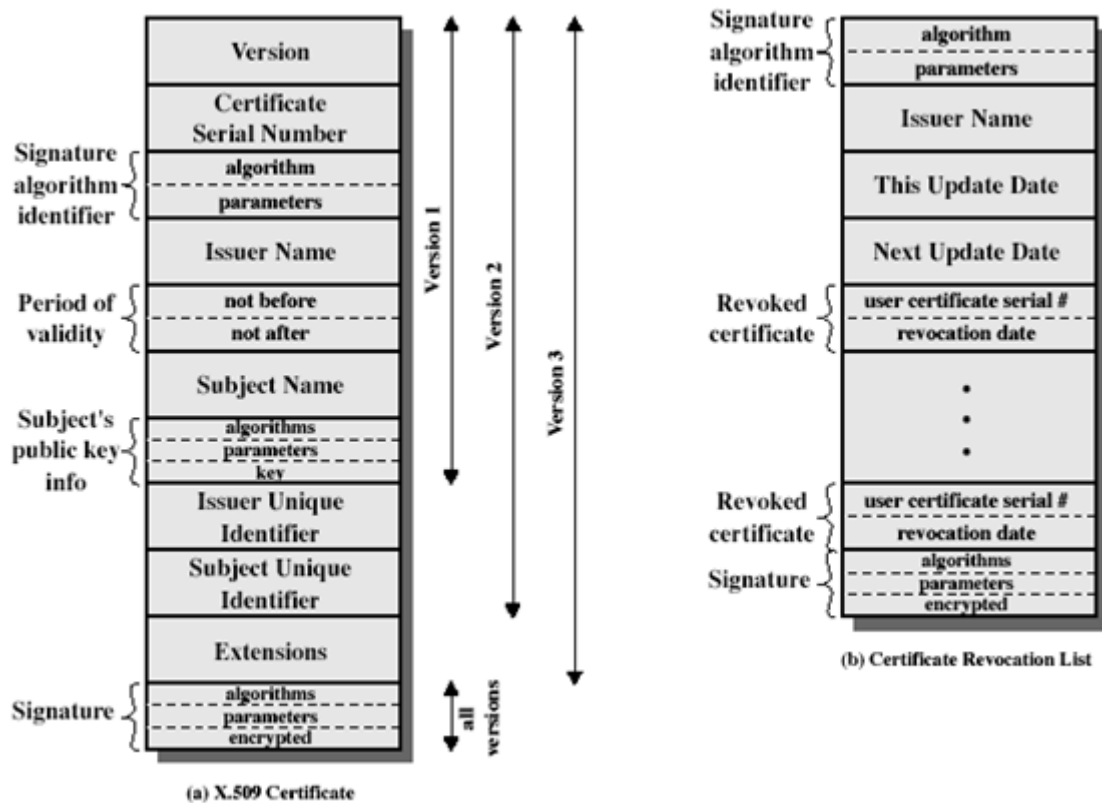 Version
Certificate
Serial Number
Signature
algorithm
identifier
algorithm
parameters
Issuer Name
Period of
validity
not before
not after
Subject Name
Subject's
public key
info
algorithms
parameters
key
Issuer Unique
Identifier
Subject Unique
Identifier
Extensions
Signature
algorithms
parameters
encrypted
Version 1
Version 2
Version 3
all
versions
(a) X.509 Certificate
Signature
algorithm
identifier
algorithm
parameters
Issuer Name
This Update Date
Next Update Date
Revoked
certificate
user certificate serial #
revocation date
Revoked
certificate
user certificate serial #
revocation date
Signature
algorithms
parameters
encrypted
(b) Certificate Revocation List